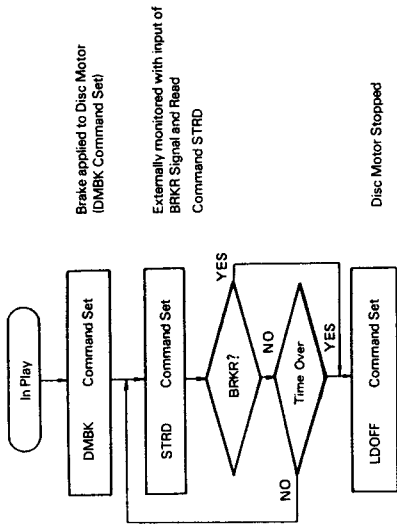 In Play
DMBK Command Set
Brake applied to Disc Motor
(DMBK Command Set)
STRD Command Set
Externally monitored with input of
BRKR Signal and Read
Command STRD
BRKR?
YES
NO
Time Over
NO
YES
LDOFF Command Set
Disc Motor Stopped